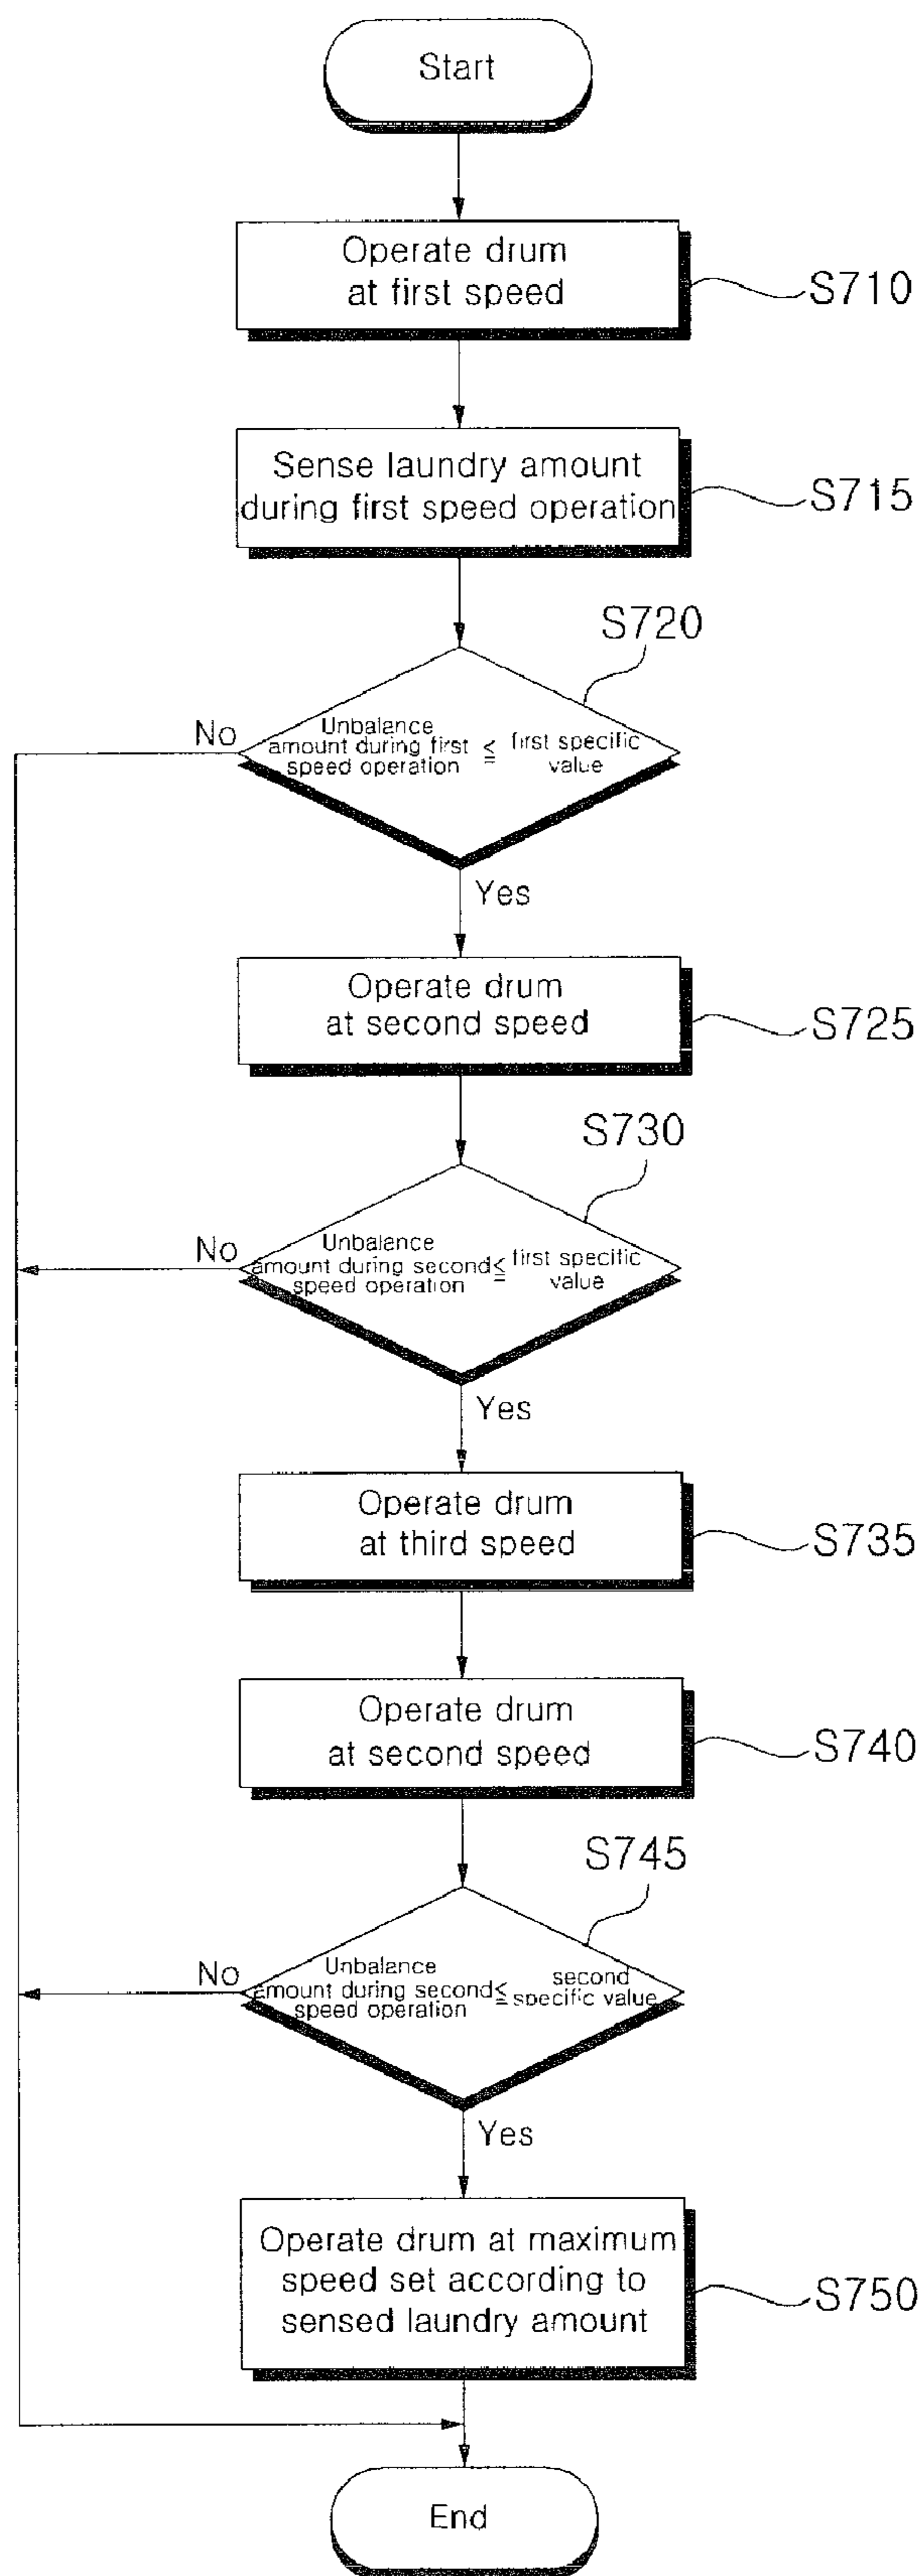 Start
Operate drum
at first speed
S710
Sense laundry amount
during first speed operation
S715
S720
No
Unbalance
amount during first
speed operation
≦
first specific
value
Yes
Operate drum
at second speed
S725
S730
No
Unbalance
amount during second
speed operation
≦
first specific
value
Yes
Operate drum
at third speed
S735
Operate drum
at second speed
S740
S745
No
Unbalance
amount during second
speed operation
≦
second
specific value
Yes
Operate drum at maximum
speed set according to
sensed laundry amount
S750
End